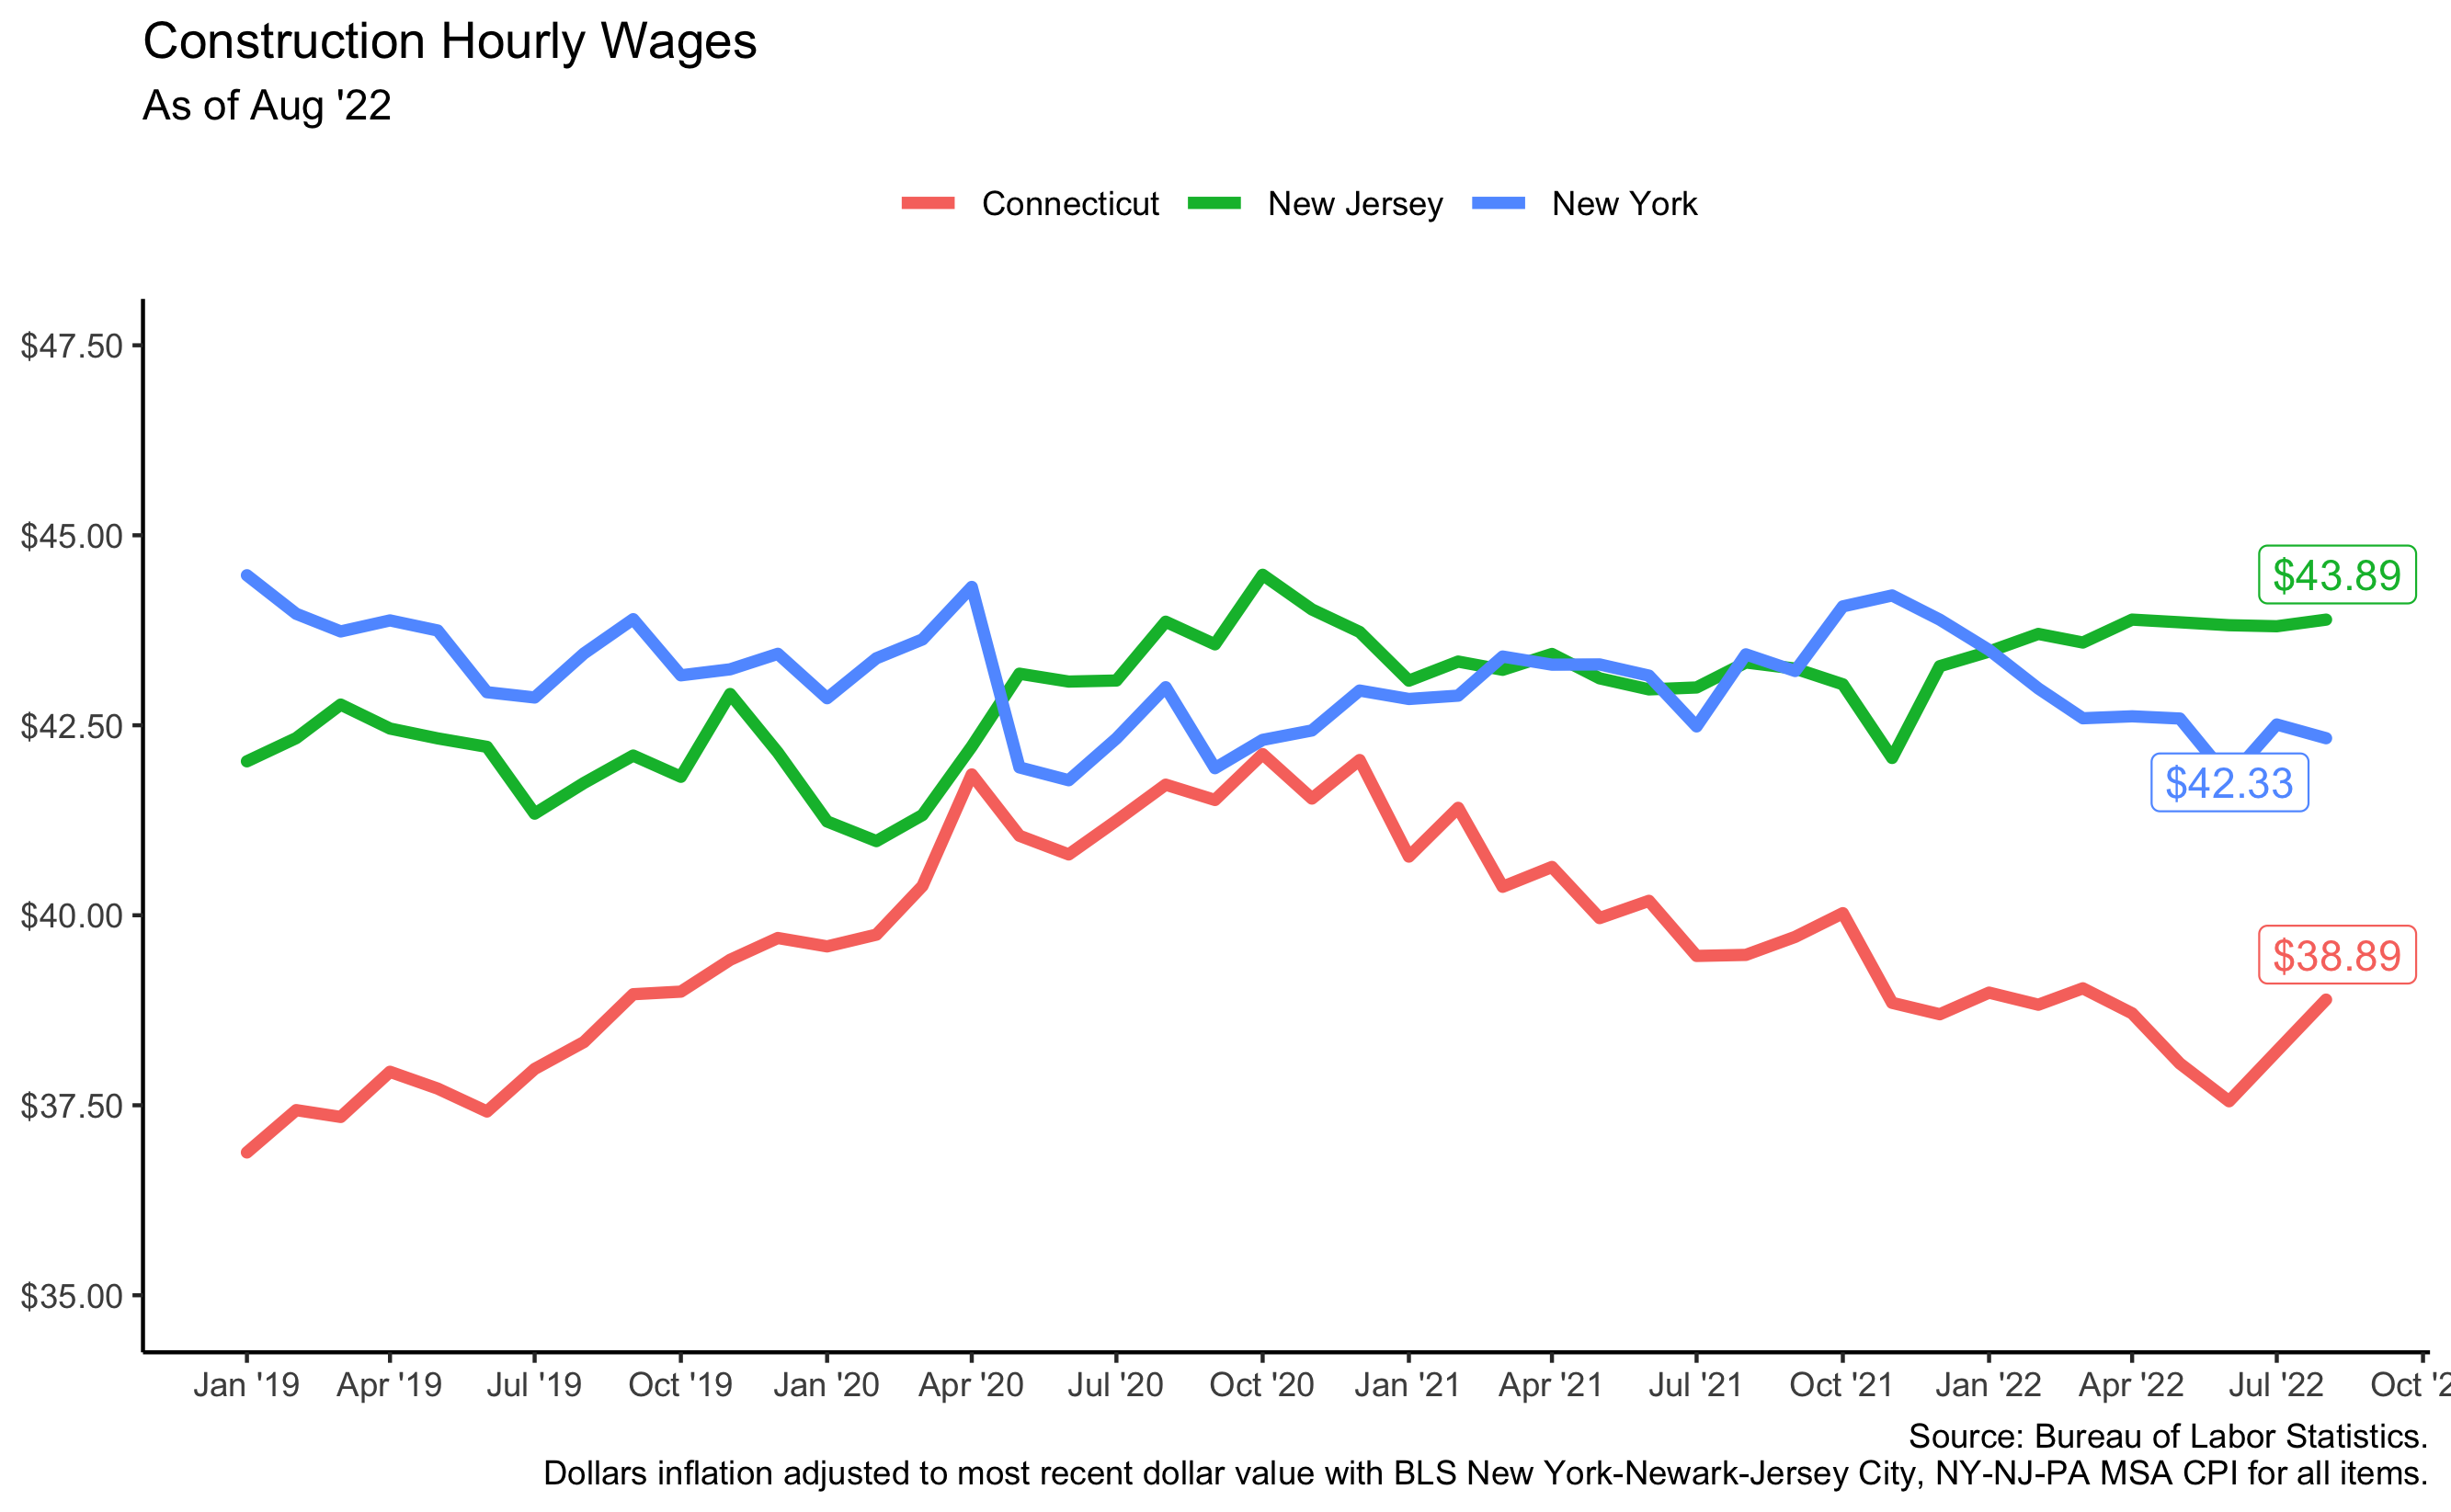 Construction Hourly Wages
As of Aug '22
Connecticut New Jersey New York
$47.50
$45.00
$42.50
$40.00
$37.50
$35.00
$43.89
$42.33
$38.89
Jan '19 Apr '19 Jul '19 Oct '19 Jan '20 Apr '20 Jul '20 Oct '20 Jan '21 Apr '21 Jul '21 Oct '21 Jan '22 Apr '22 Jul '22 Oct '2
Source: Bureau of Labor Statistics.
Dollars inflation adjusted to most recent dollar value with BLS New York-Newark-Jersey City, NY-NJ-PA MSA CPI for all items.